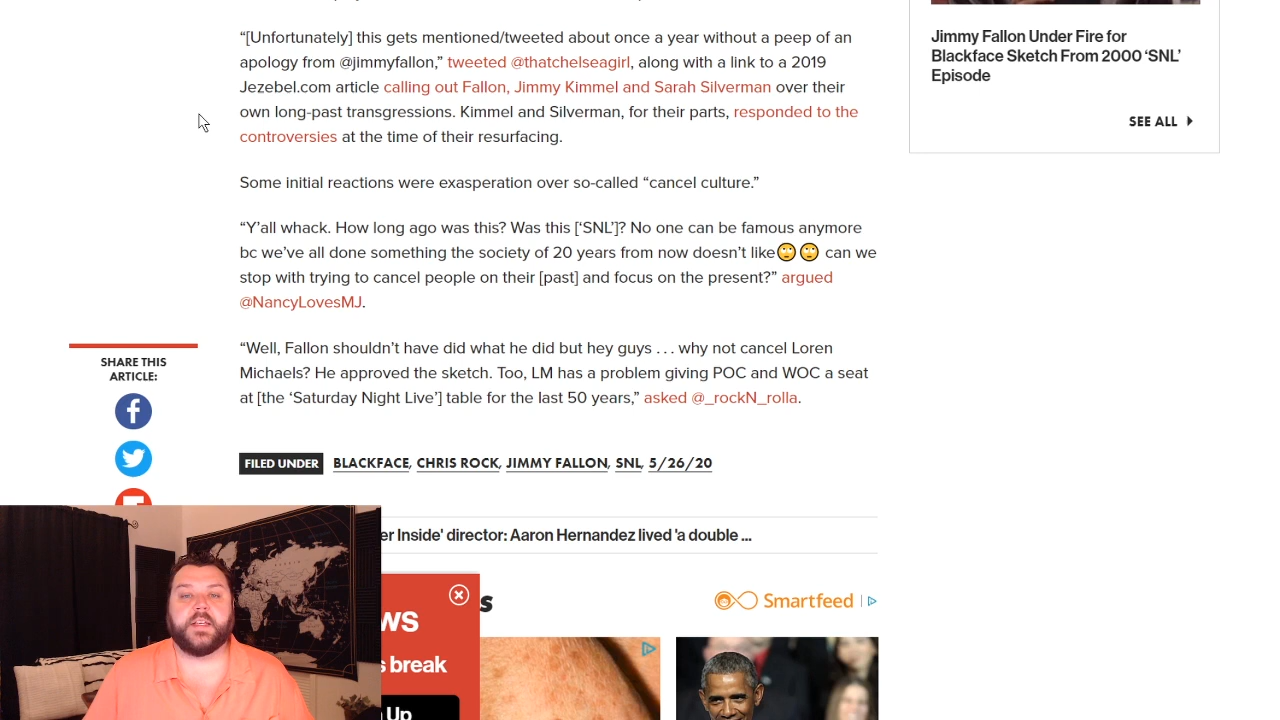 “[Unfortunately] this gets mentioned/tweeted about once a year without a peep of an
apology from @jimmyfallon,” tweeted @thatchelseagirl, along with a link to a 2019
Jezebel.com article calling out Fallon, Jimmy Kimmel and Sarah Silverman over their
own long-past transgressions. Kimmel and Silverman, for their parts, responded to the
controversies at the time of their resurfacing.
Some initial reactions were exasperation over so-called “cancel culture.”
“Y’all whack. How long ago was this? Was this [‘SNL’]? No one can be famous anymore
bc we’ve all done something the society of 20 years from now doesn’t like🙄🙄 can we
stop with trying to cancel people on their [past] and focus on the present?” argued
@NancyLovesMJ.
“Well, Fallon shouldn’t have did what he did but hey guys . . . why not cancel Loren
Michaels? He approved the sketch. Too, LM has a problem giving POC and WOC a seat
at [the ‘Saturday Night Live’] table for the last 50 years,” asked @_rockN_rolla.
SHARE THIS
ARTICLE:
FILED UNDER BLACKFACE, CHRIS ROCK, JIMMY FALLON, SNL, 5/26/20
er Inside' director: Aaron Hernandez lived 'a double ...
Smartfeed
ws
s break
Up
Jimmy Fallon Under Fire for
Blackface Sketch From 2000 ‘SNL’
Episode
SEE ALL